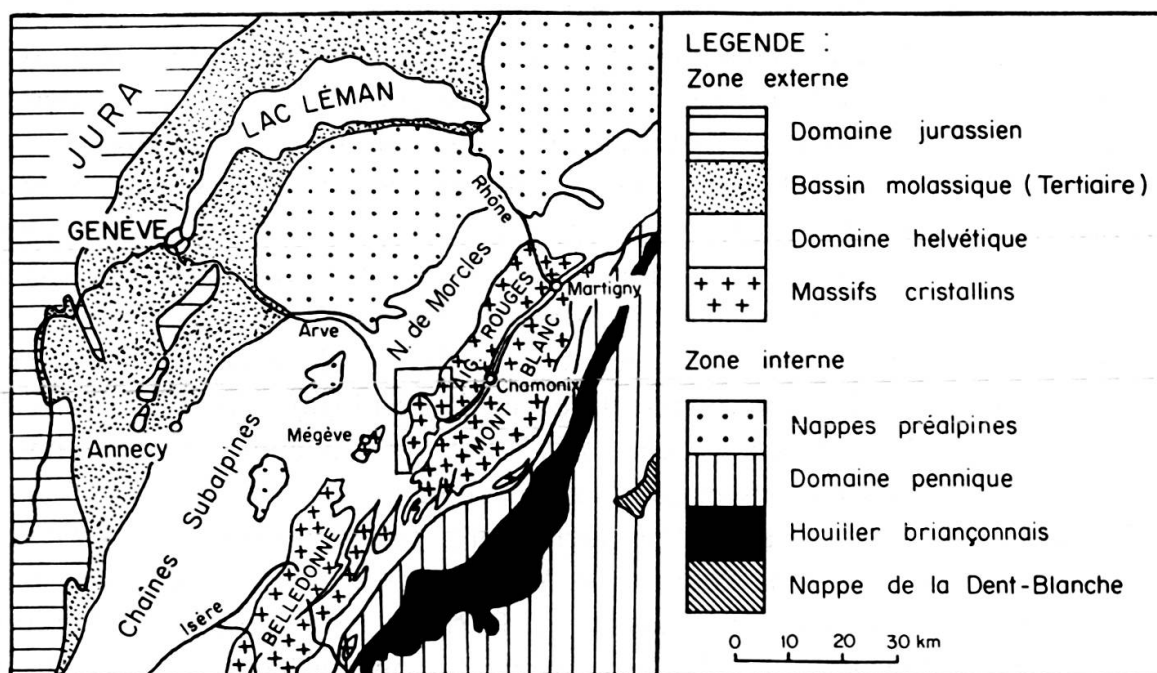 JURA
LAC LÉMAN
GENÈVE
Rhône
N. de Morcles
AIG. ROUGES
Martigny
MONT BLANC
Chamonix
Arve
Mégève
Annecy
Chaînes Subalpines
BELLEDONNE
Isère
LEGENDE :
Zone externe
Domaine jurassien
Bassin molassique ( Tertiaire )
Domaine helvétique
Massifs cristallins
Zone interne
Nappes préalpines
Domaine pennique
Houiller briançonnais
Nappe de la Dent-Blanche
0 10 20 30 km